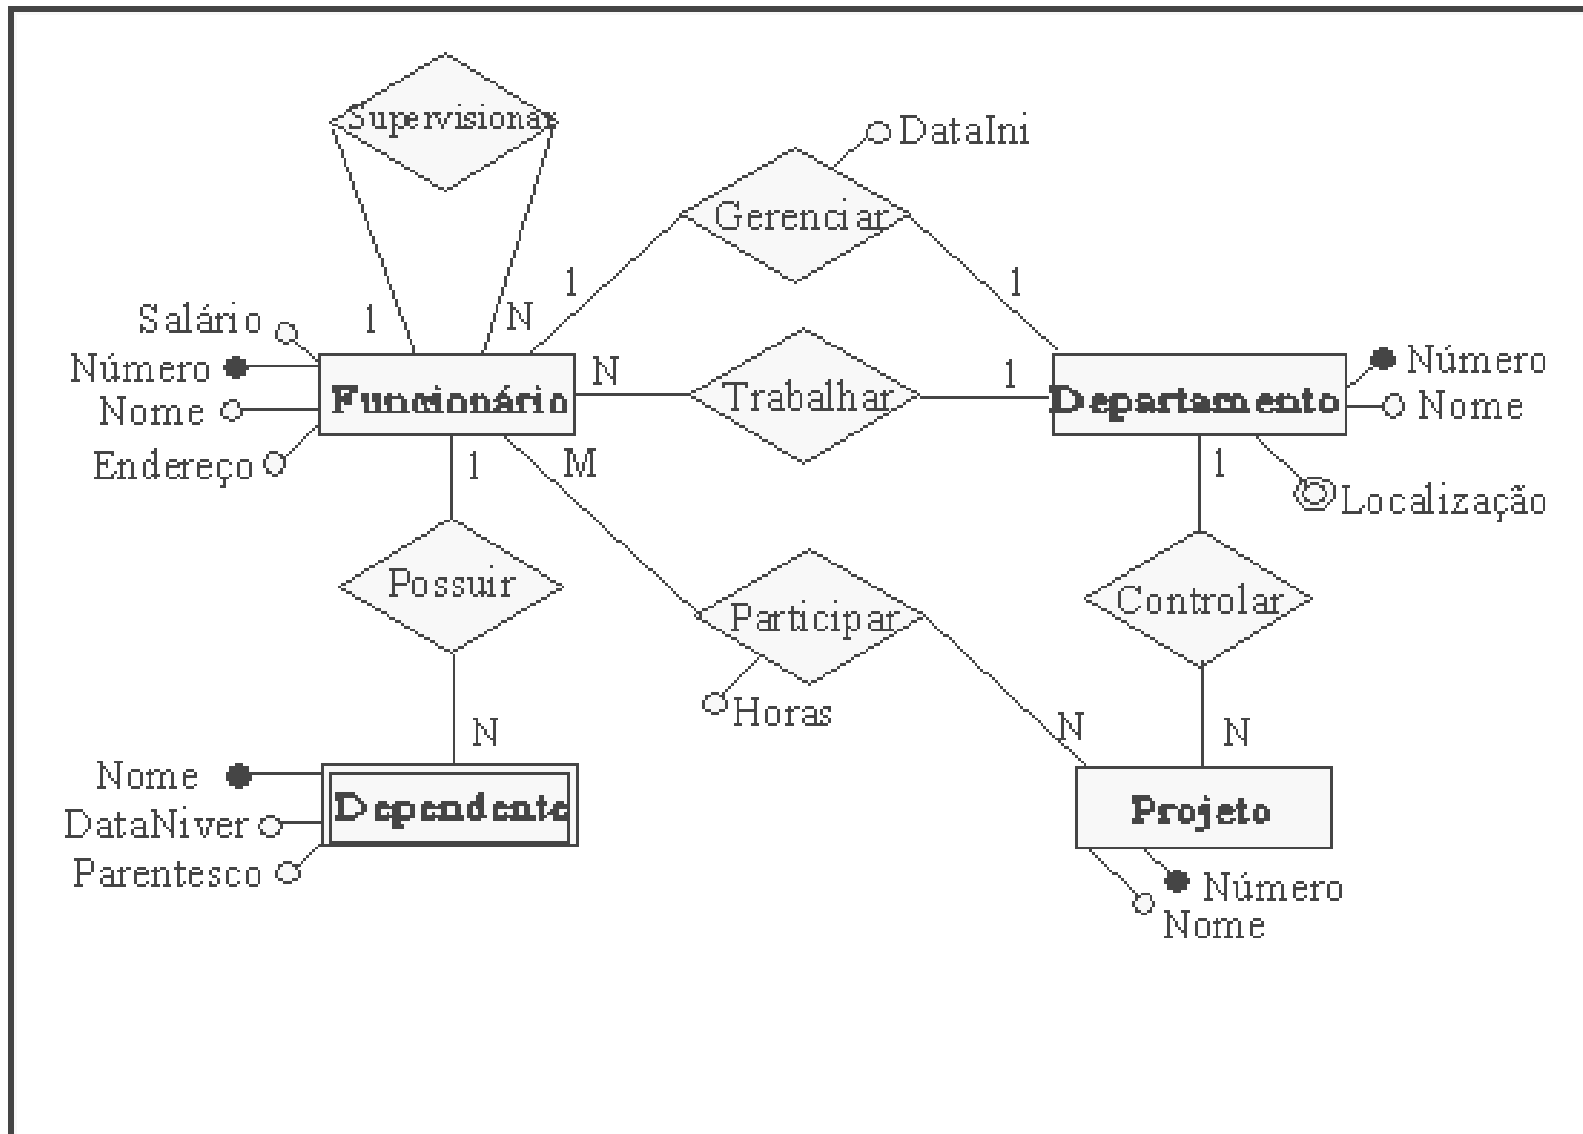 Supervisionar
DataIni
Gerenciar
1
1
Salário
1
N
Número
N
Trabalhar
1
Número
Nome
Funcionário
Departamento
Nome
Endereço
1
M
1
Localização
Possuir
Participar
Controlar
Horas
N
N
N
Nome
DataNiver
Dependente
Projeto
Parentesco
Número
Nome